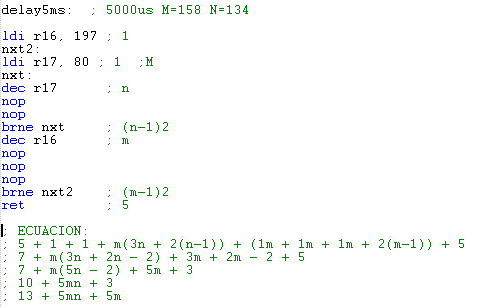 delay5ms:  ; 5000us M=158 N=134
ldi r16, 197 ; 1
nxt2:
ldi r17, 80 ; 1  ;M
nxt:
dec r17      ; n
nop
nop
brne nxt     ; (n-1)2
dec r16      ; m
nop
nop
nop
brne nxt2    ; (m-1)2
ret          ; 5
; ECUACION:
; 5 + 1 + 1 + m(3n + 2(n-1)) + (1m + 1m + 1m + 2(m-1)) + 5
; 7 + m(3n + 2n - 2) + 3m + 2m - 2 + 5
; 7 + m(5n - 2) + 5m + 3
; 10 + 5mn + 3
; 13 + 5mn + 5m